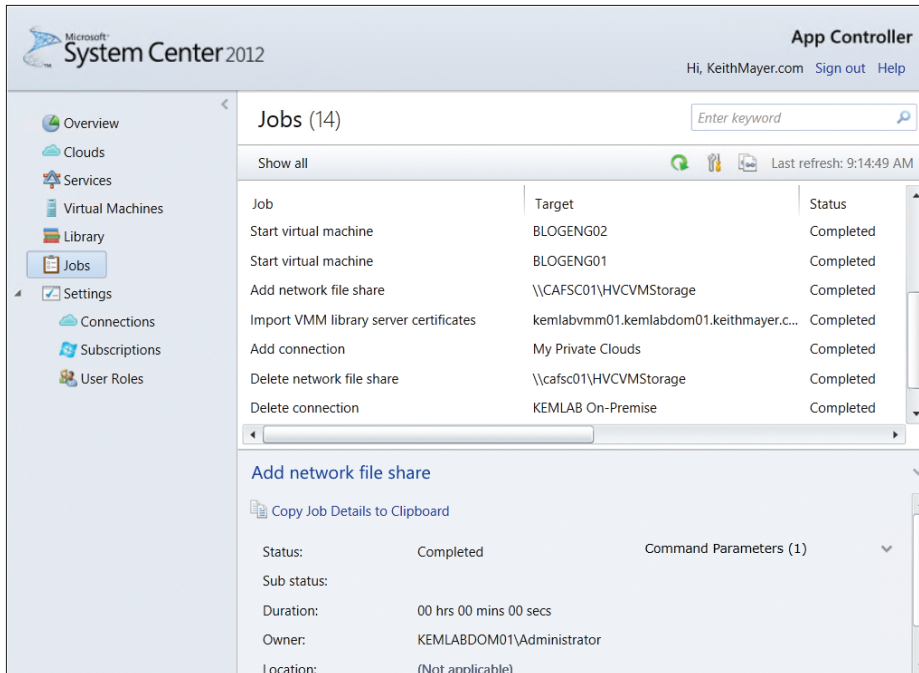 Microsoft®
System Center 2012
App Controller
Hi, KeithMayer.com Sign out Help
Overview
Clouds
Services
Virtual Machines
Library
Jobs
Settings
Connections
Subscriptions
User Roles
Jobs (14)
Enter keyword
Show all
Last refresh: 9:14:49 AM
Job Target Status
Start virtual machine BLOGENG02 Completed
Start virtual machine BLOGENG01 Completed
Add network file share \\CAFSC01\HVCVMStorage Completed
Import VMM library server certificates kemlabvmm01.kemlabdom01.keithmayer.c... Completed
Add connection My Private Clouds Completed
Delete network file share \\cafsc01\HVCVMStorage Completed
Delete connection KEMLAB On-Premise Completed
Add network file share
Copy Job Details to Clipboard
Status: Completed Command Parameters (1)
Sub status:
Duration: 00 hrs 00 mins 00 secs
Owner: KEMLABDOM01\Administrator
Location: (Not applicable)